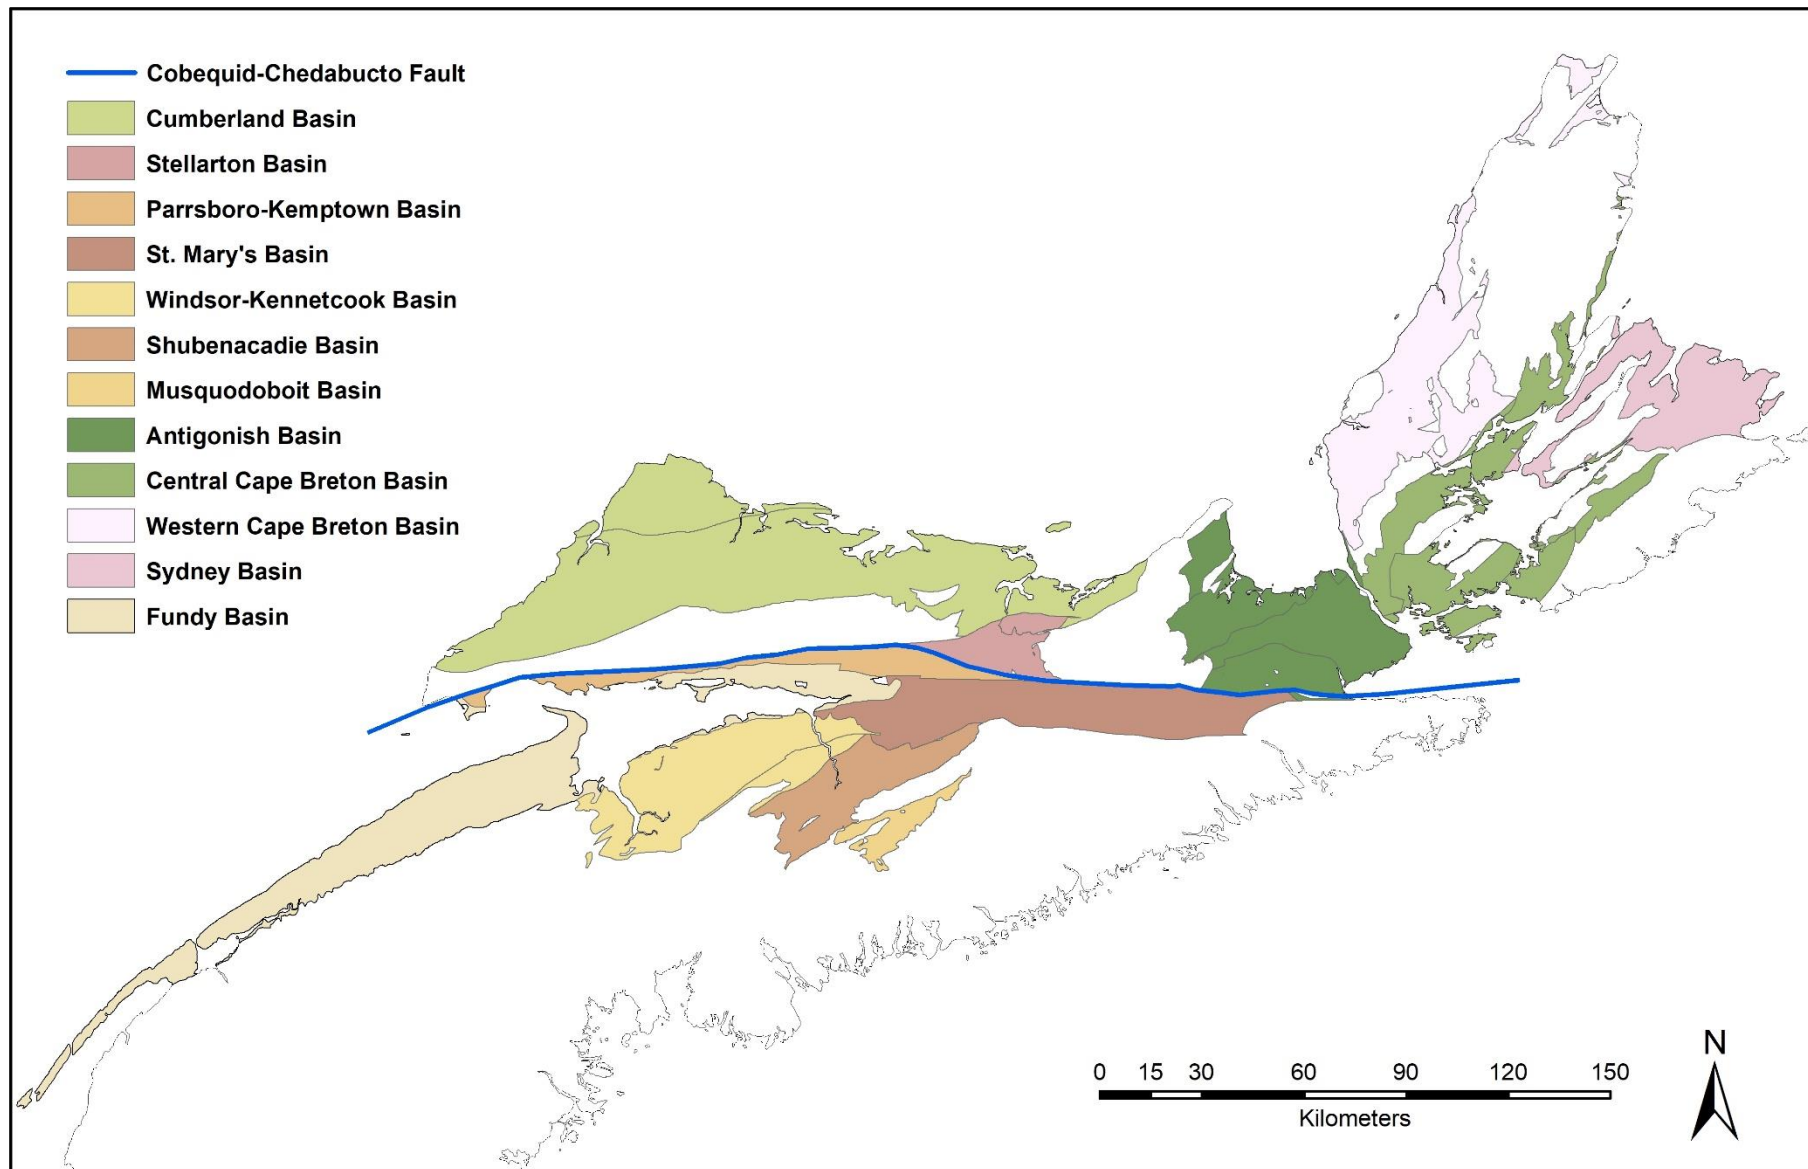 Cobequid-Chedabucto Fault
Cumberland Basin
Stellarton Basin
Parrsboro-Kemptown Basin
St. Mary's Basin
Windsor-Kennetcook Basin
Shubenacadie Basin
Musquodoboit Basin
Antigonish Basin
Central Cape Breton Basin
Western Cape Breton Basin
Sydney Basin
Fundy Basin
N
0 15 30 60 90 120 150
Kilometers